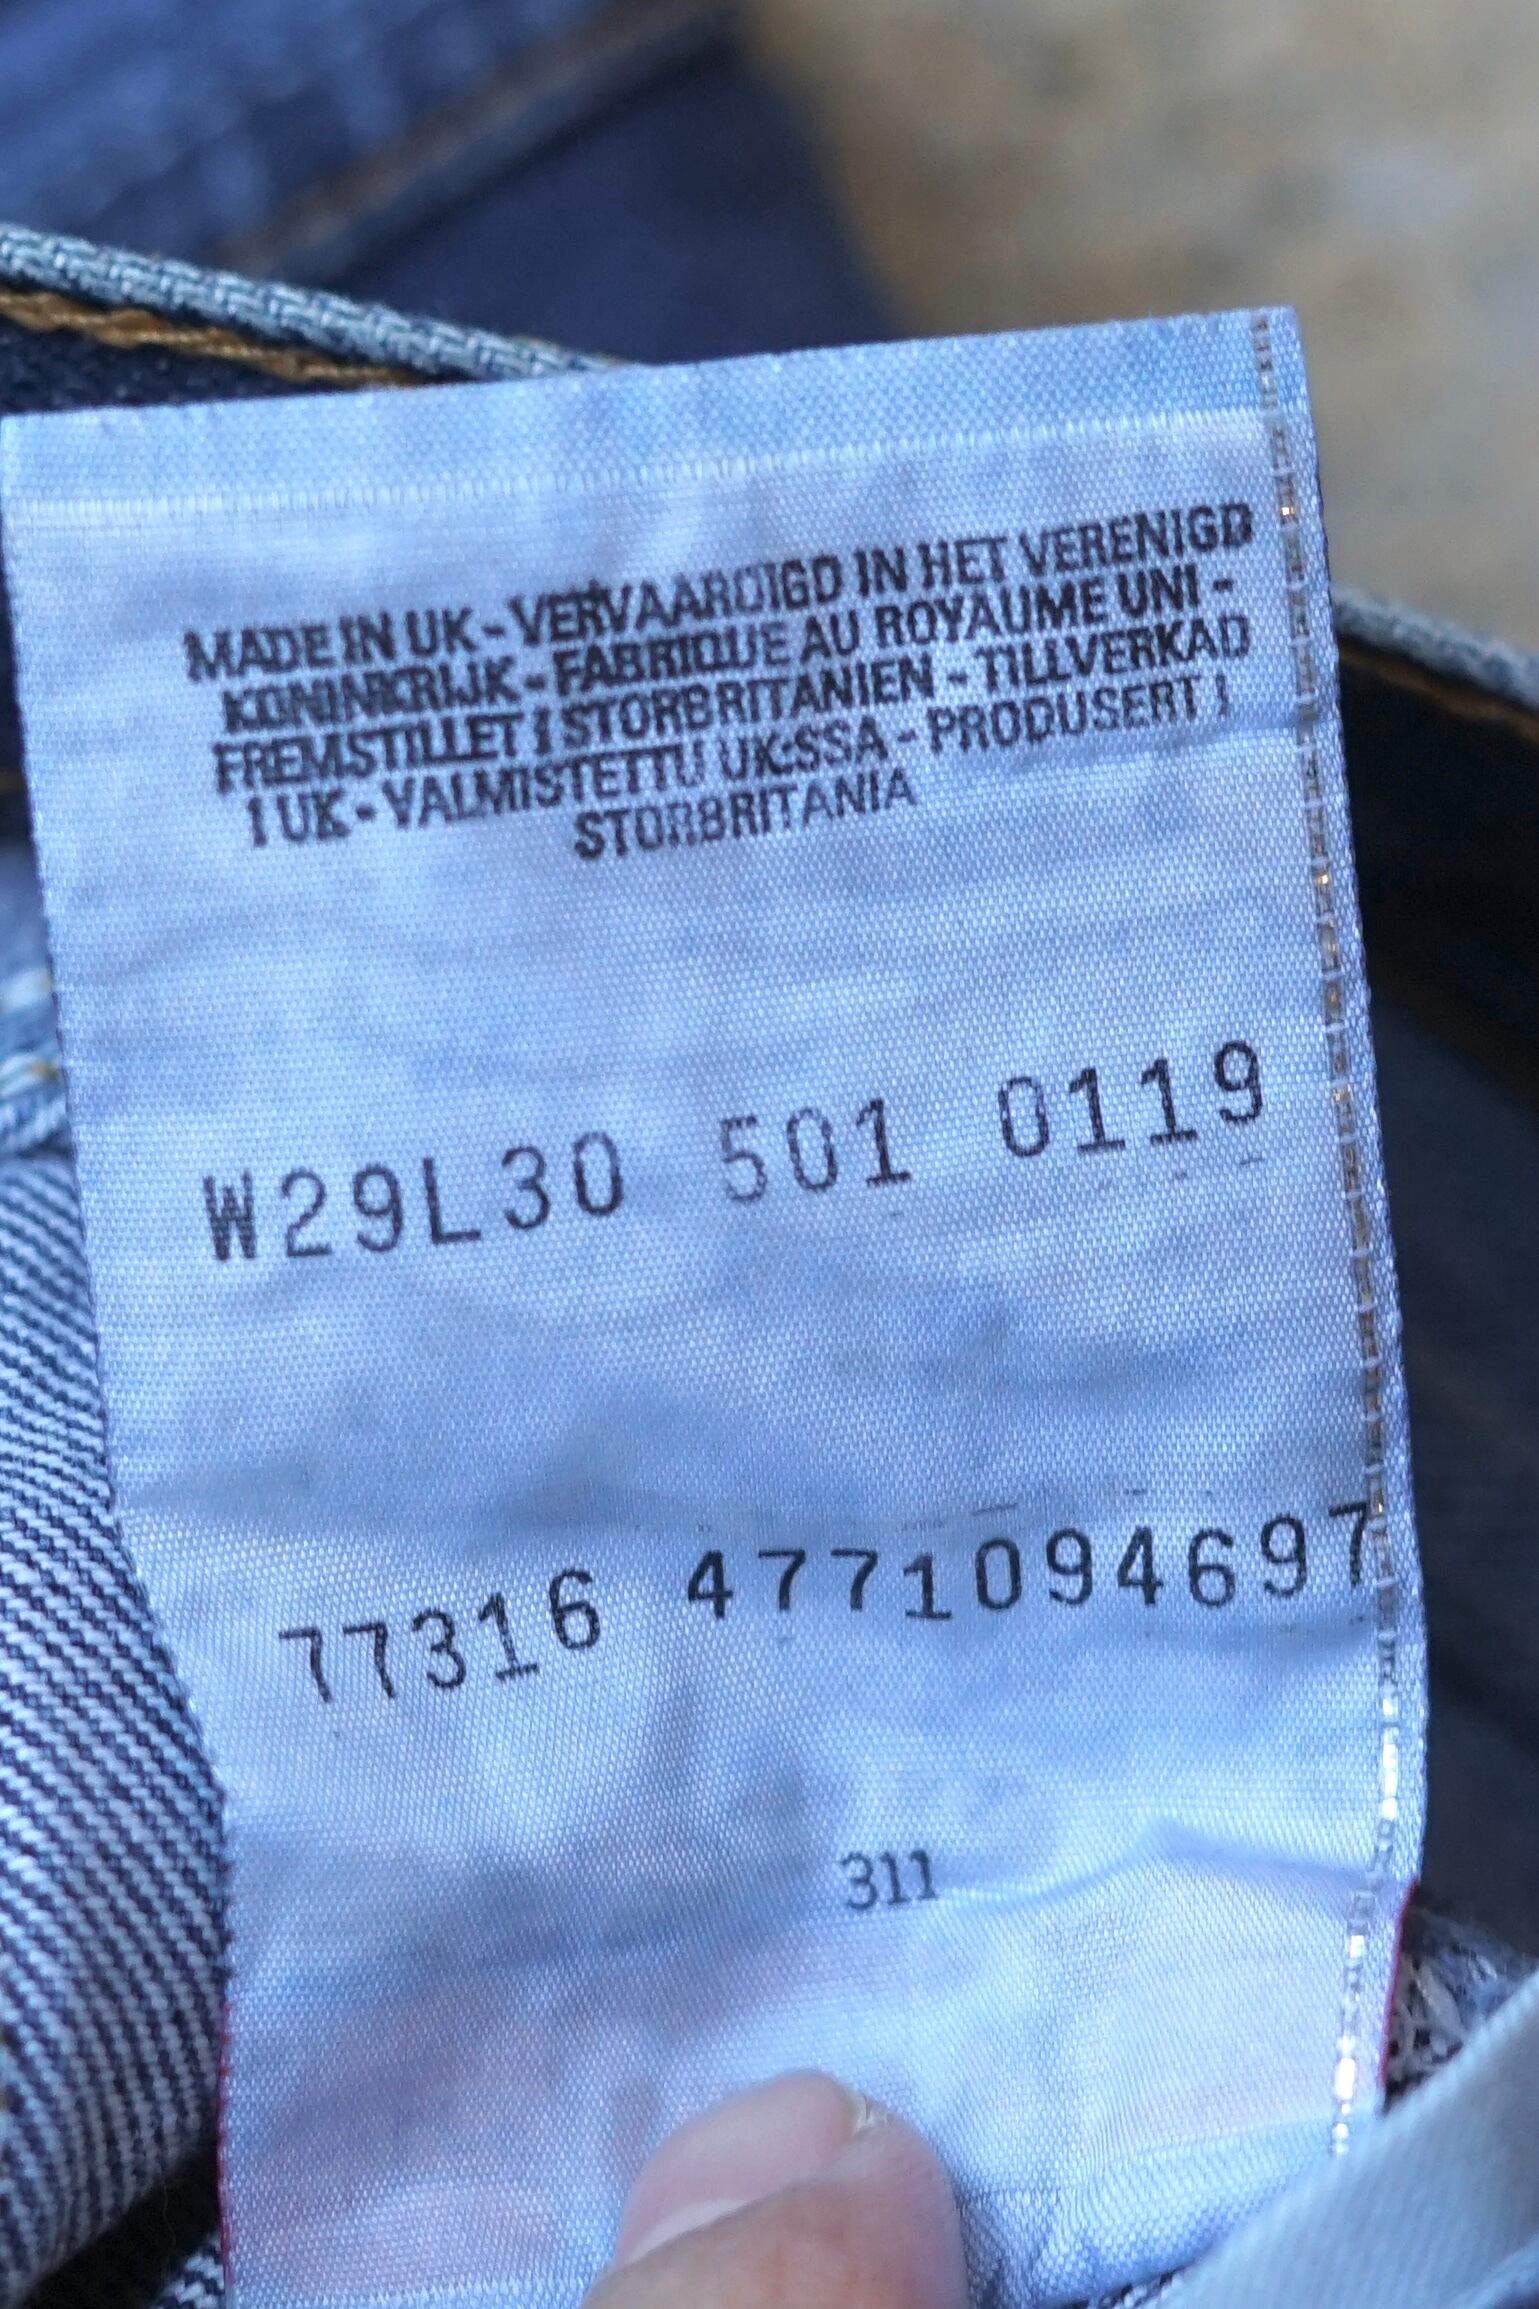 MADE IN UK - VERVAARDIGD IN HET VERENIGD
KONINKRIJK - FABRIQUE AU ROYAUME UNI -
FREMSTILLET I STORBRITANIEN - TILLVERKAD
I UK - VALMISTETTU UK:SSA - PRODUSERT I
STORBRITANIA
W29L30 501 0119
77316 4771094697
311